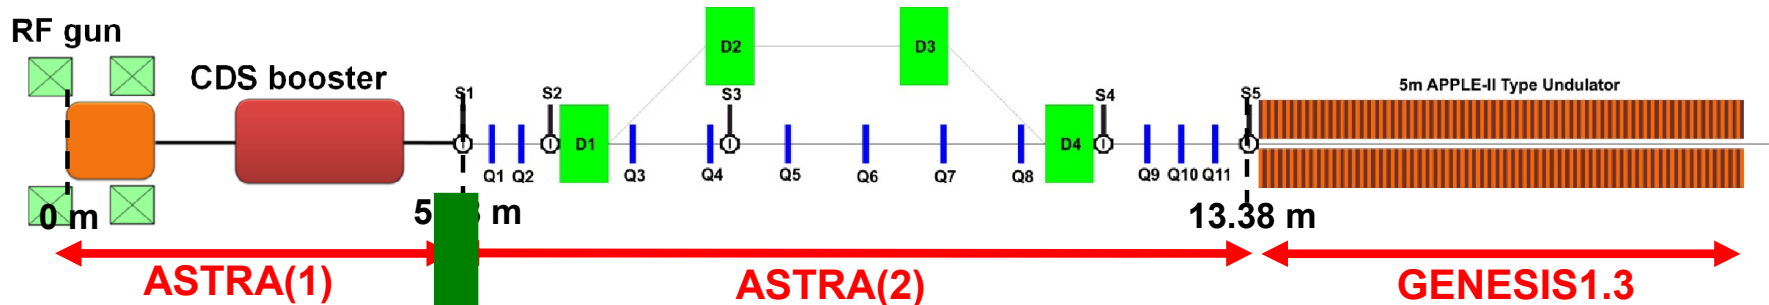 RF gun
CDS booster
D2
D3
5m APPLE-II Type Undulator
S1
S2
S3
S4
S5
D1
D4
Q1
Q2
Q3
Q4
Q5
Q6
Q7
Q8
Q9
Q10
Q11
0 m
m
13.38 m
ASTRA(1)
ASTRA(2)
GENESIS1.3